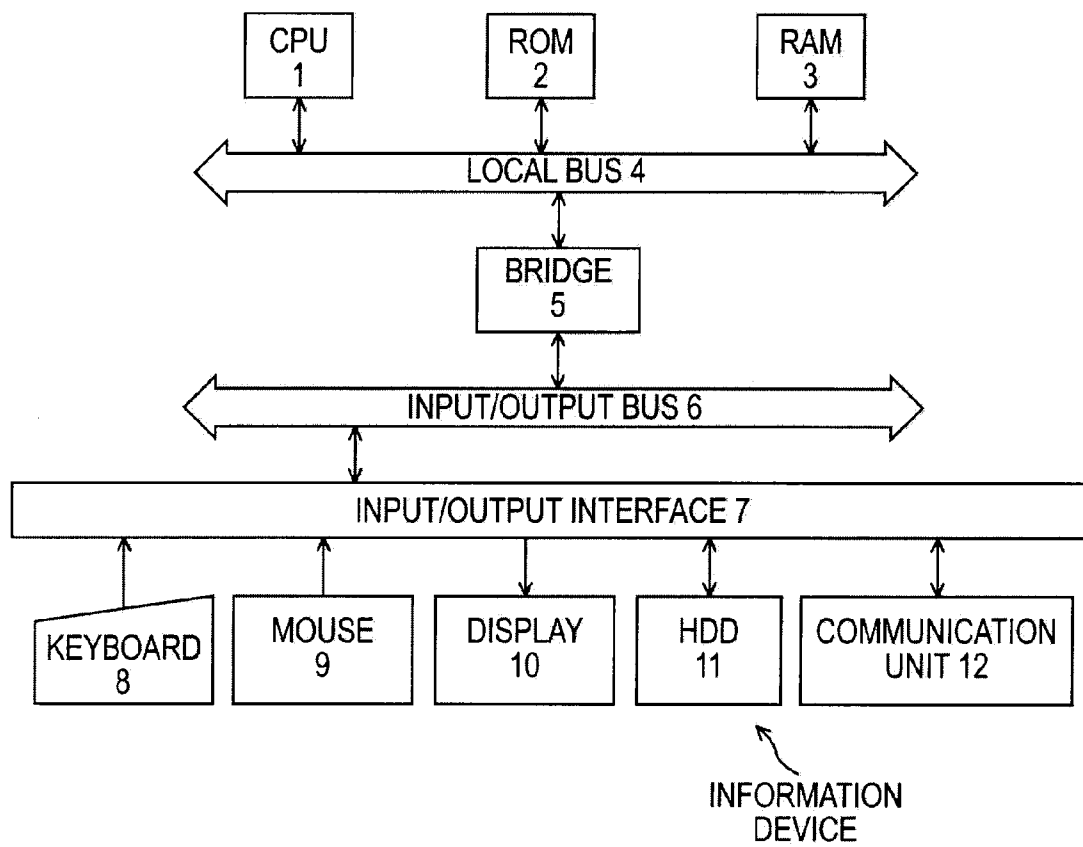 CPU
1
ROM
2
RAM
3
LOCAL BUS 4
BRIDGE
5
INPUT/OUTPUT BUS 6
INPUT/OUTPUT INTERFACE 7
KEYBOARD
8
MOUSE
9
DISPLAY
10
HDD
11
COMMUNICATION
UNIT 12
INFORMATION
DEVICE